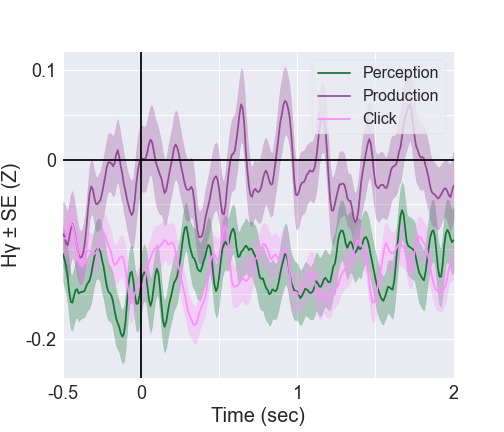 0.1
0
-0.2
Hγ ± SE (Z)
Perception
Production
Click
-0.5
0
1
2
Time (sec)